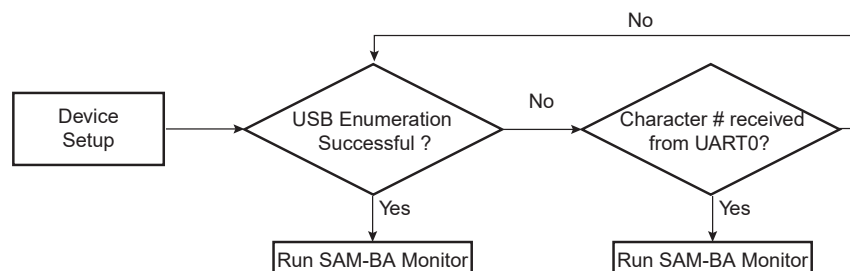 No
Device
Setup
USB Enumeration
Successful ?
No
Character # received
from UART0?
Yes
Yes
Run SAM-BA Monitor
Run SAM-BA Monitor